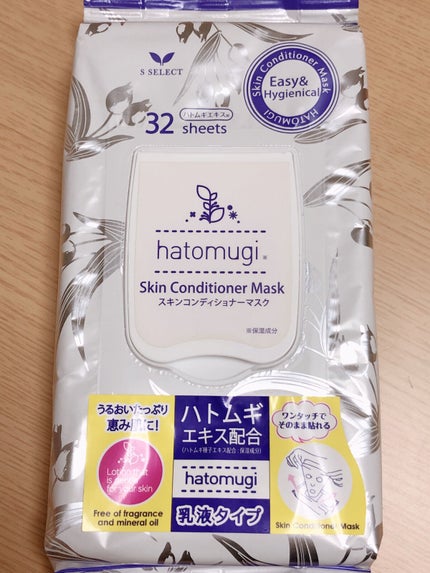 S SELECT
32
ハトムギエキス※
sheets
Skin Conditioner Mask
Easy&
Hygienical
HATOMUGI
hatomugi※
Skin Conditioner Mask
スキンコンディショナーマスク
※保湿成分
うるおいたっぷり
恵み肌に!
Lotion that
for your skin
Free of fragrance
and mineral oil
ハトムギ
エキス配合
(ハトムギ種子エキス配合:保湿成分)
hatomugi
乳液タイプ
ワンタッチで
そのまま貼れる
Skin Conditioner Mask